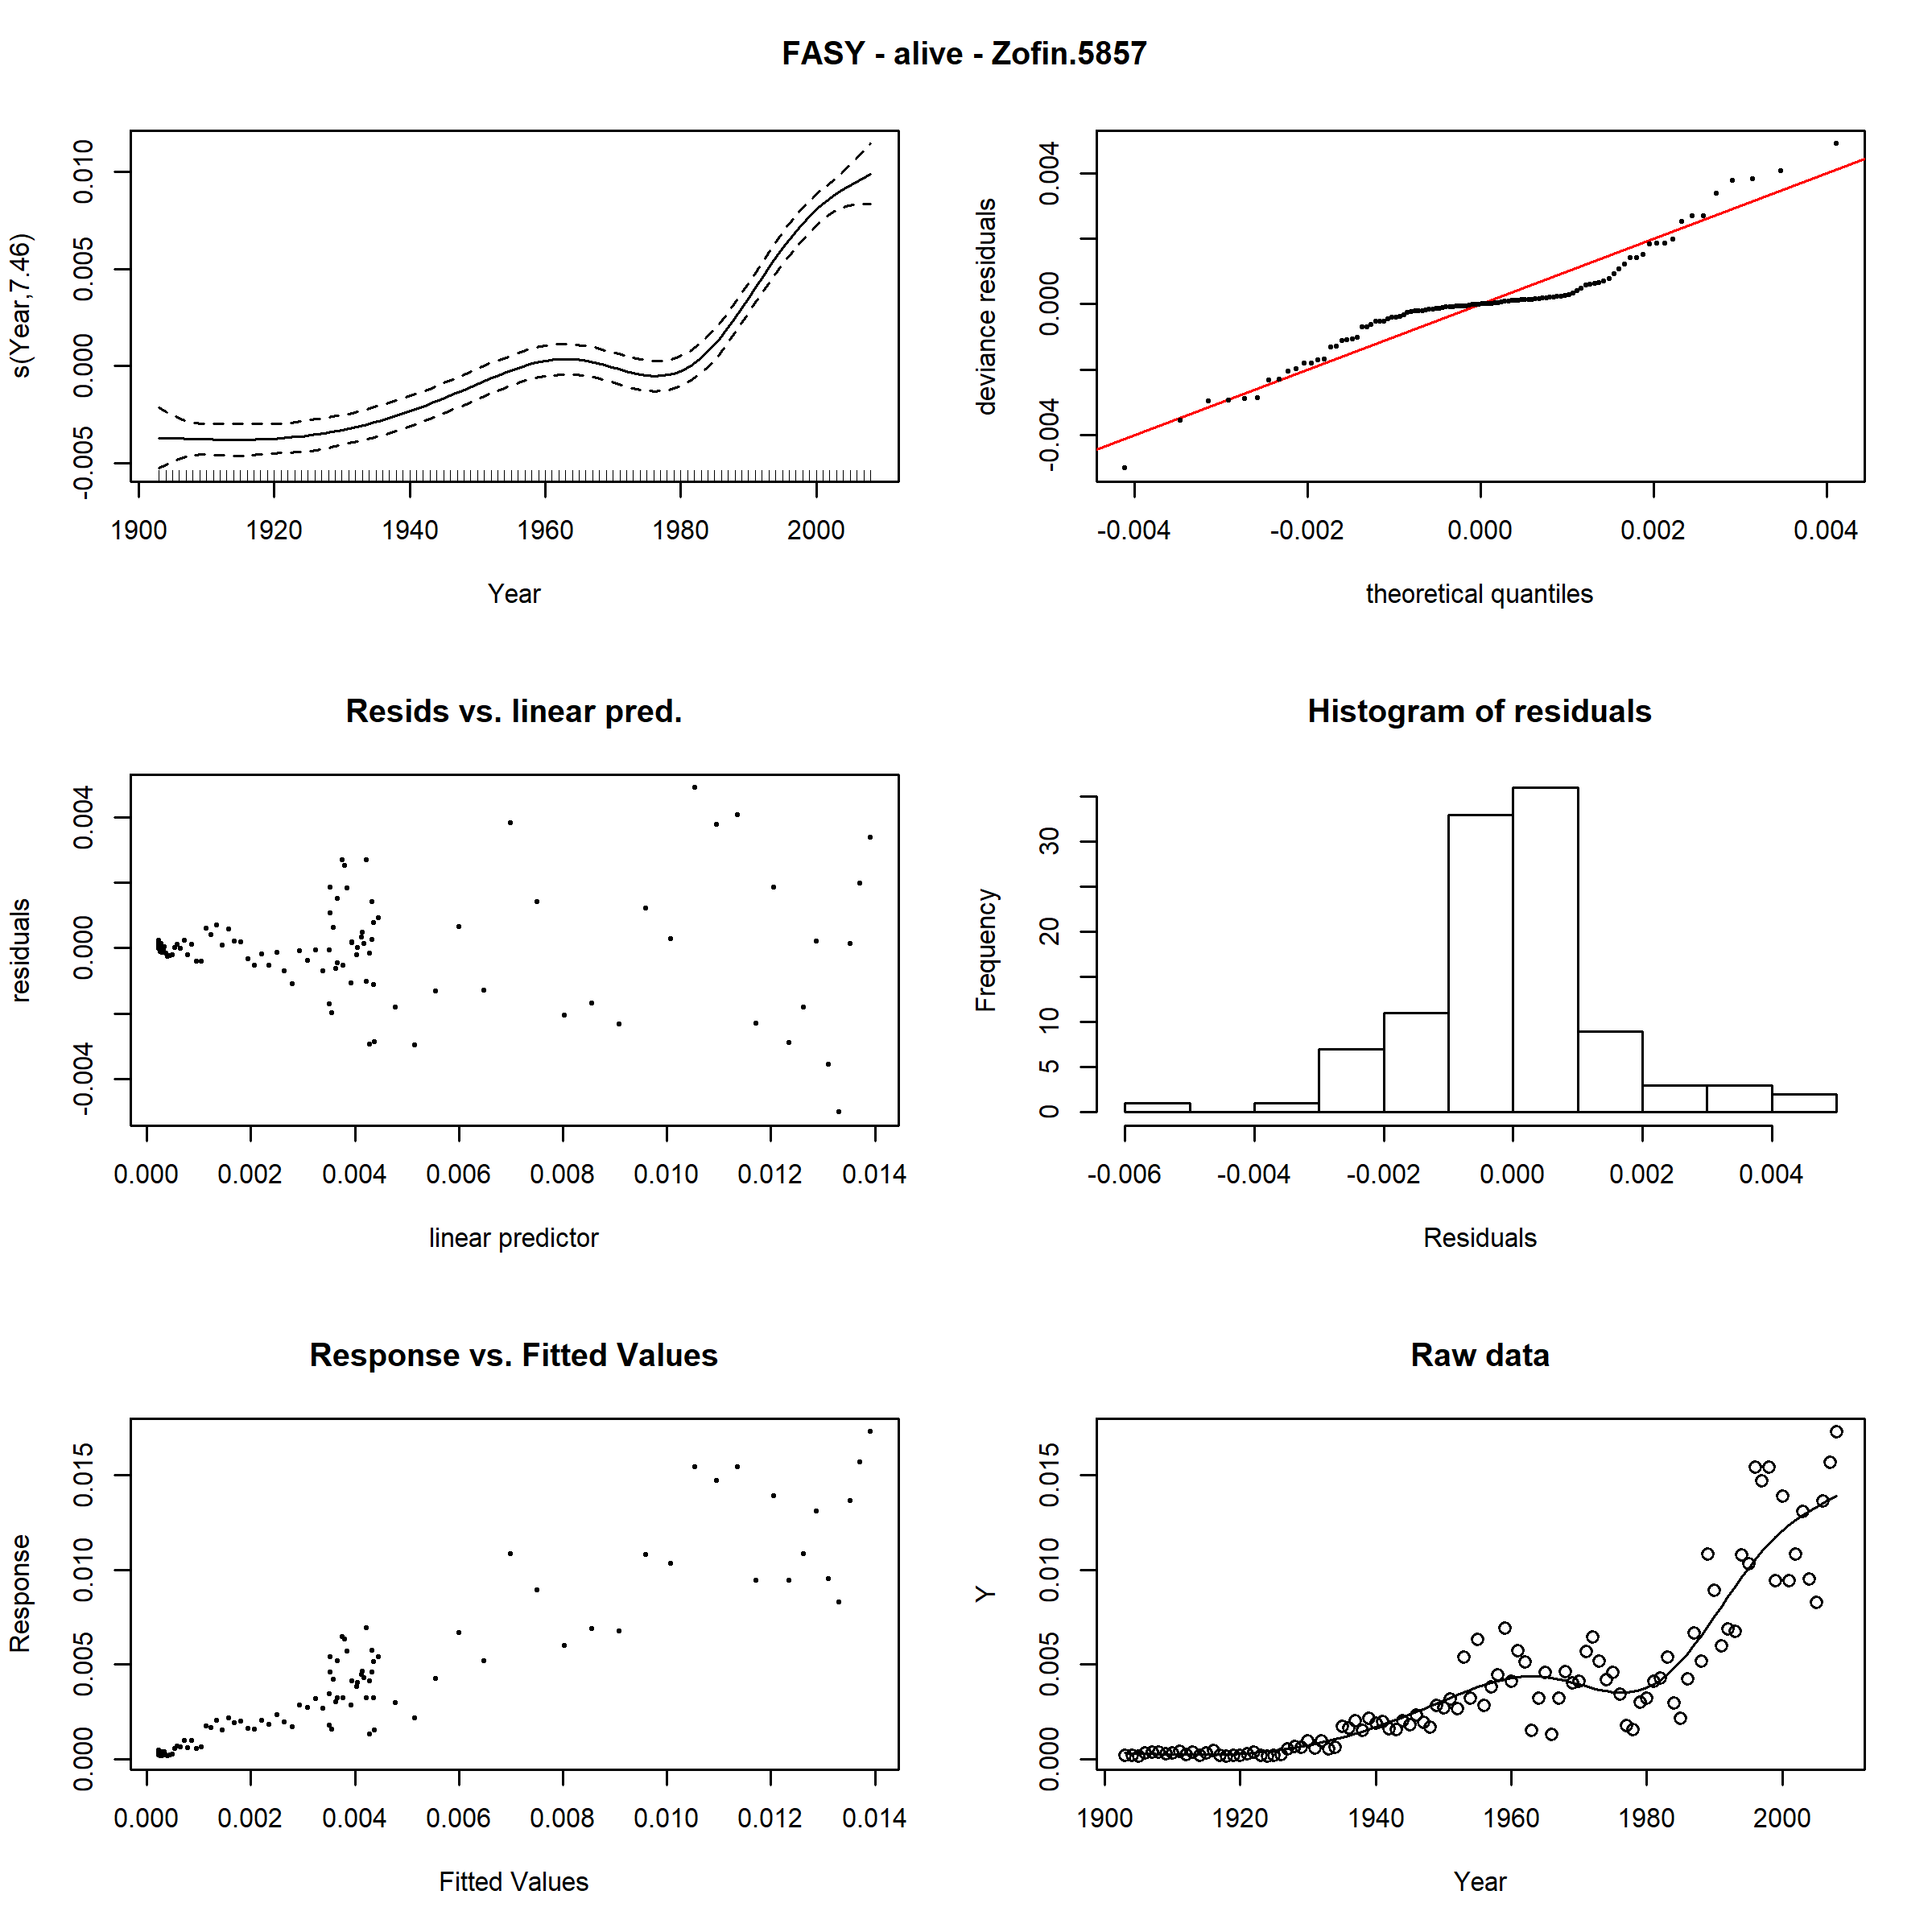 FASY - alive - Zofin.5857
s(Year,7.46)
0.010
0.005
0.000
-0.005
1900 1920 1940 1960 1980 2000
Year
deviance residuals
0.004
0.000
-0.004
-0.004 -0.002 0.000 0.002 0.004
theoretical quantiles
Resids vs. linear pred.
residuals
0.004
0.000
-0.004
0.000 0.002 0.004 0.006 0.008 0.010 0.012 0.014
linear predictor
Histogram of residuals
Frequency
30
20
10
5
0
-0.006 -0.004 -0.002 0.000 0.002 0.004
Residuals
Response vs. Fitted Values
Response
0.015
0.010
0.005
0.000
0.000 0.002 0.004 0.006 0.008 0.010 0.012 0.014
Fitted Values
Raw data
Y
0.015
0.010
0.005
0.000
1900 1920 1940 1960 1980 2000
Year